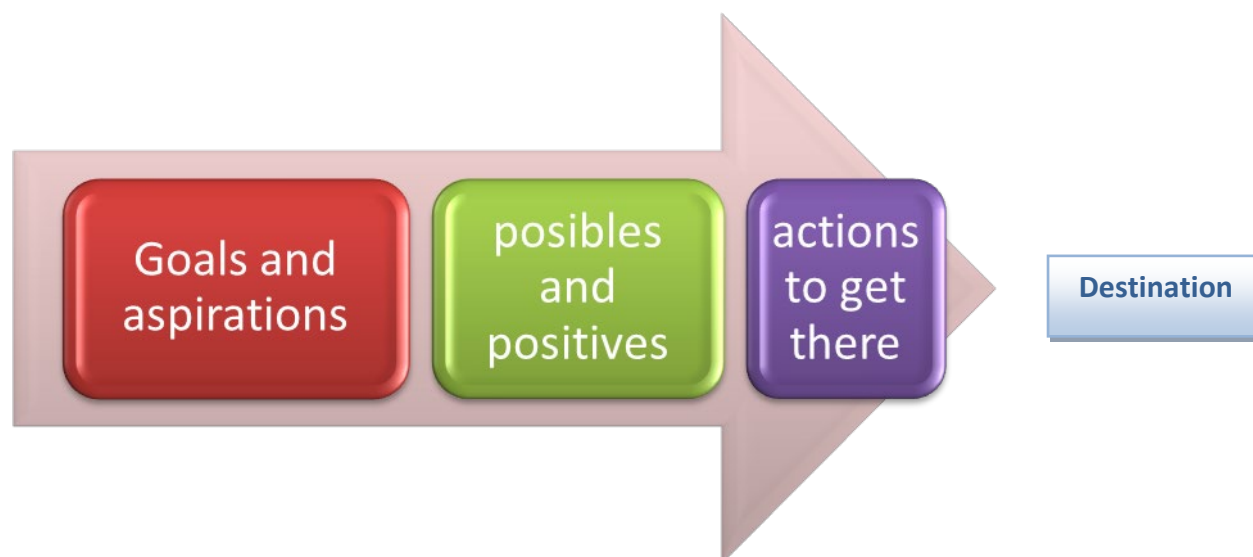 Goals and
aspirations
posibles
and
positives
actions
to get
there
Destination